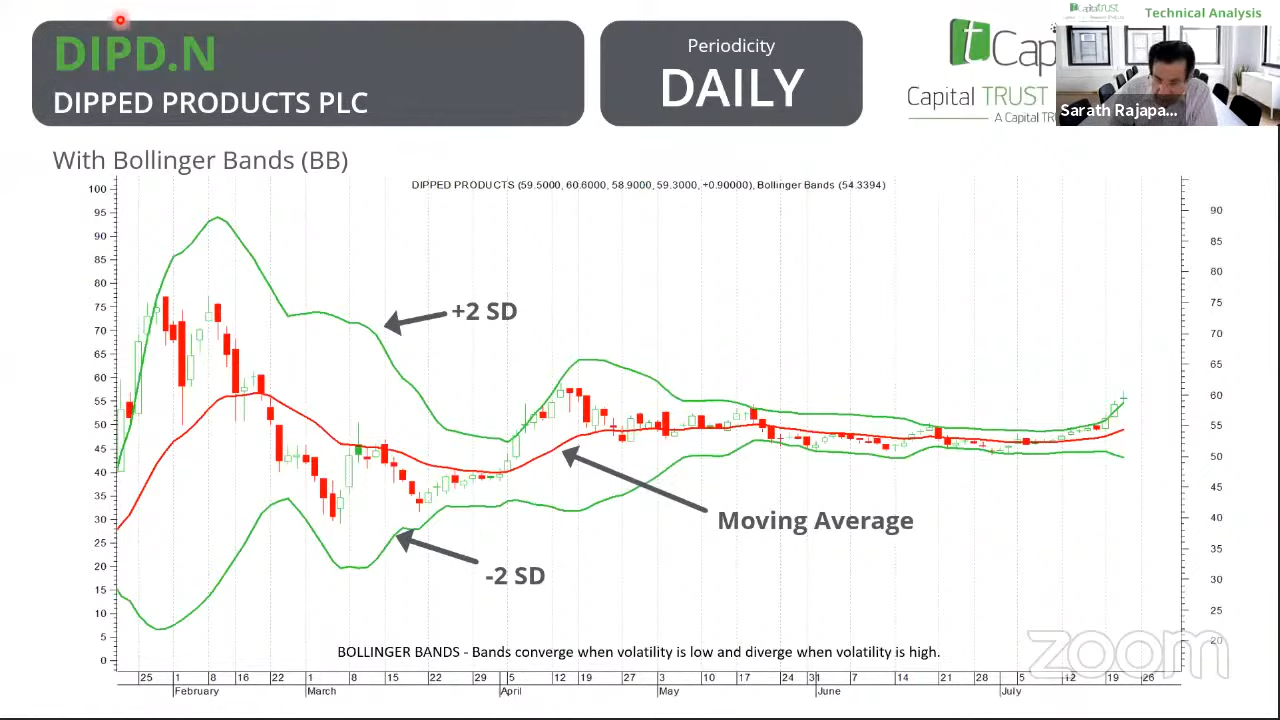 Capital TRUST
Technical Analysis
DIPD.N
DIPPED PRODUCTS PLC
Periodicity
DAILY
Capital TRUST
Sarath Rajapa...
With Bollinger Bands (BB)
DIPPED PRODUCTS (59.5000, 60.6000, 58.9000, 59.3000, +0.90000), Bollinger Bands (54.3394)
100
95
90
85
80
75
70
65
60
55
50
45
40
35
30
25
20
15
10
5
0
90
85
80
75
70
65
60
55
50
45
40
35
30
25
20
+2 SD
Moving Average
-2 SD
BOLLINGER BANDS - Bands converge when volatility is low and diverge when volatility is high.
zoom
25 1 8 16 22 1 8 15 22 29 5 12 19 27 3 10 17 24 31 7 14 21 28 5 12 19 26
February March April May June July